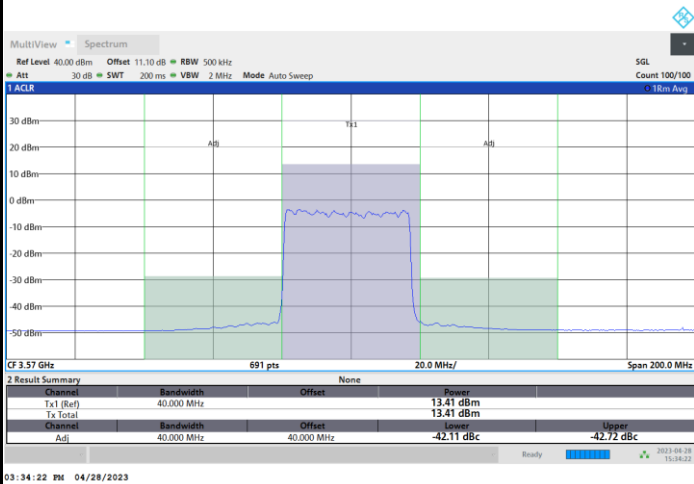 MultiView Spectrum
Ref Level 40.00 dBm Offset 11.10 dB RBW 500 kHz SGL
Att 30 dB SWT 200 ms VBW 2 MHz Mode Auto Sweep Count 100/100
1 ACLR 1Rm Avg
30 dBm
Tx1
20 dBm
Adj Adj
10 dBm
0 dBm
-10 dBm
-20 dBm
-30 dBm
-40 dBm
-50 dBm
CF 3.57 GHz 691 pts 20.0 MHz/ Span 200.0 MHz
2 Result Summary None
Channel Bandwidth Offset Power
Tx1 (Ref) 40.000 MHz 13.41 dBm
Tx Total 13.41 dBm
Channel Bandwidth Offset Lower Upper
Adj 40.000 MHz 40.000 MHz -42.11 dBc -42.72 dBc
Ready 2023-04-28
15:34:22
03:34:22 PM 04/28/2023